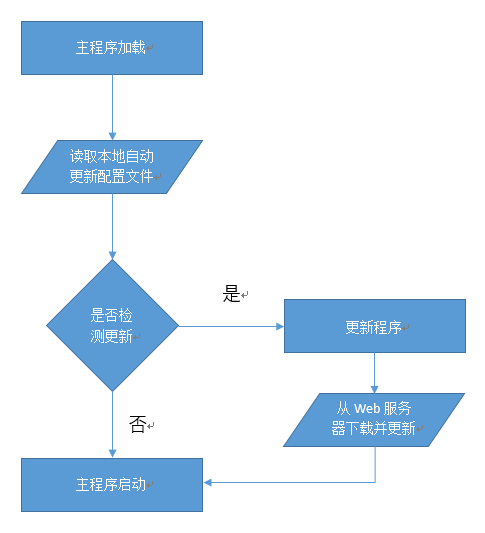 主程序加载
读取本地自动
更新配置文件
是否检
测更新
是
更新程序
从 Web 服务
器下载并更新
否
主程序启动